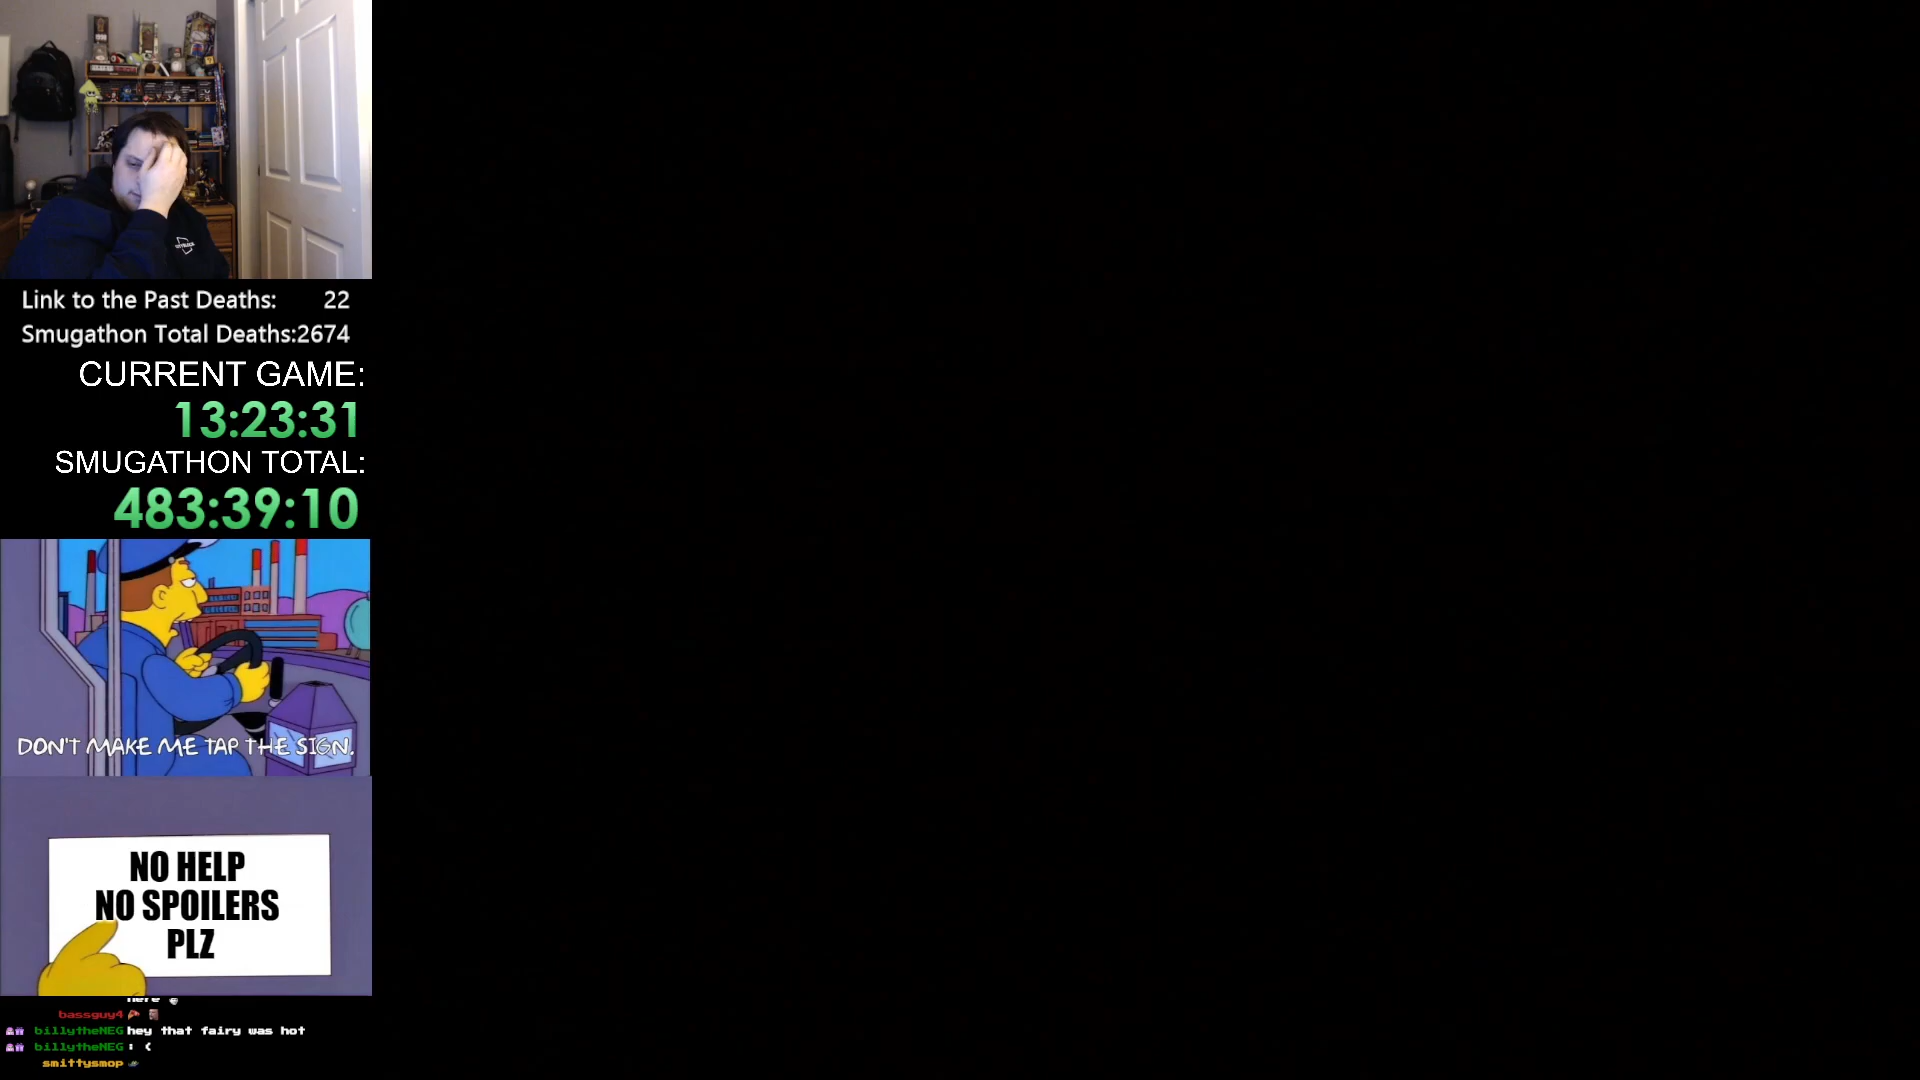 Link to the Past Deaths: 22
Smugathon Total Deaths:2674
CURRENT GAME:
13:23:31
SMUGATHON TOTAL:
483:39:10
DON'T MAKE ME TAP THE SIGN.
NO HELP
NO SPOILERS
PLZ
here
bassguy4
billytheNEG hey that fairy was hot
billytheNEG : (
smittysmop